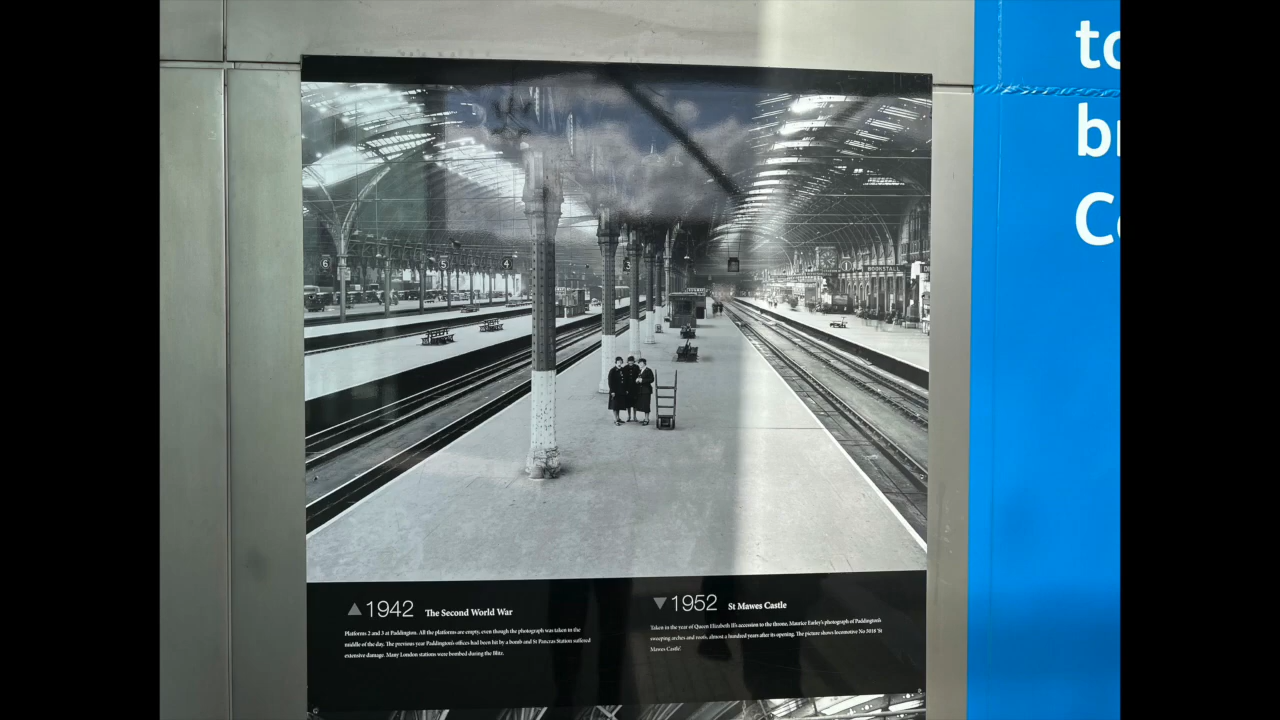 to
br
Co
6
5
4
3
1
BOOKSTALL
▲ 1942 The Second World War
Platforms 2 and 3 at Paddington. All the platforms are empty, even though the photograph was taken in the
middle of the day. The previous year Paddington's offices had been hit by a bomb and St Pancras Station suffered
extensive damage. Many London stations were bombed during the Blitz.
▼ 1952 St Mawes Castle
Taken in the year of Queen Elizabeth II's accession to the throne, Maurice Earley's photograph of Paddington's
sweeping arches and roofs, almost a hundred years after its opening. The picture shows locomotive No 5018 'St
Mawes Castle'.